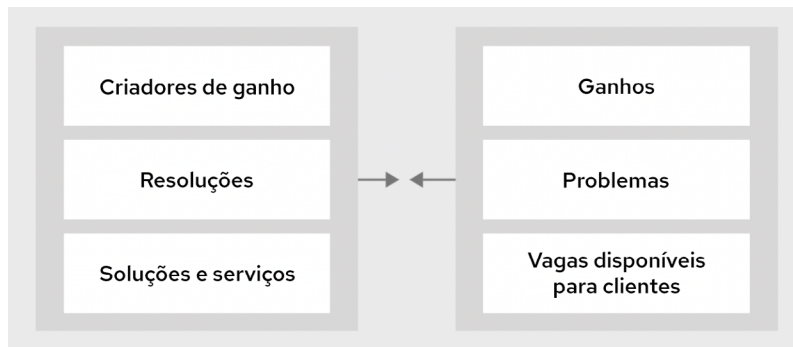 Criadores de ganho
Resoluções
Soluções e serviços
Ganhos
Problemas
Vagas disponíveis
para clientes